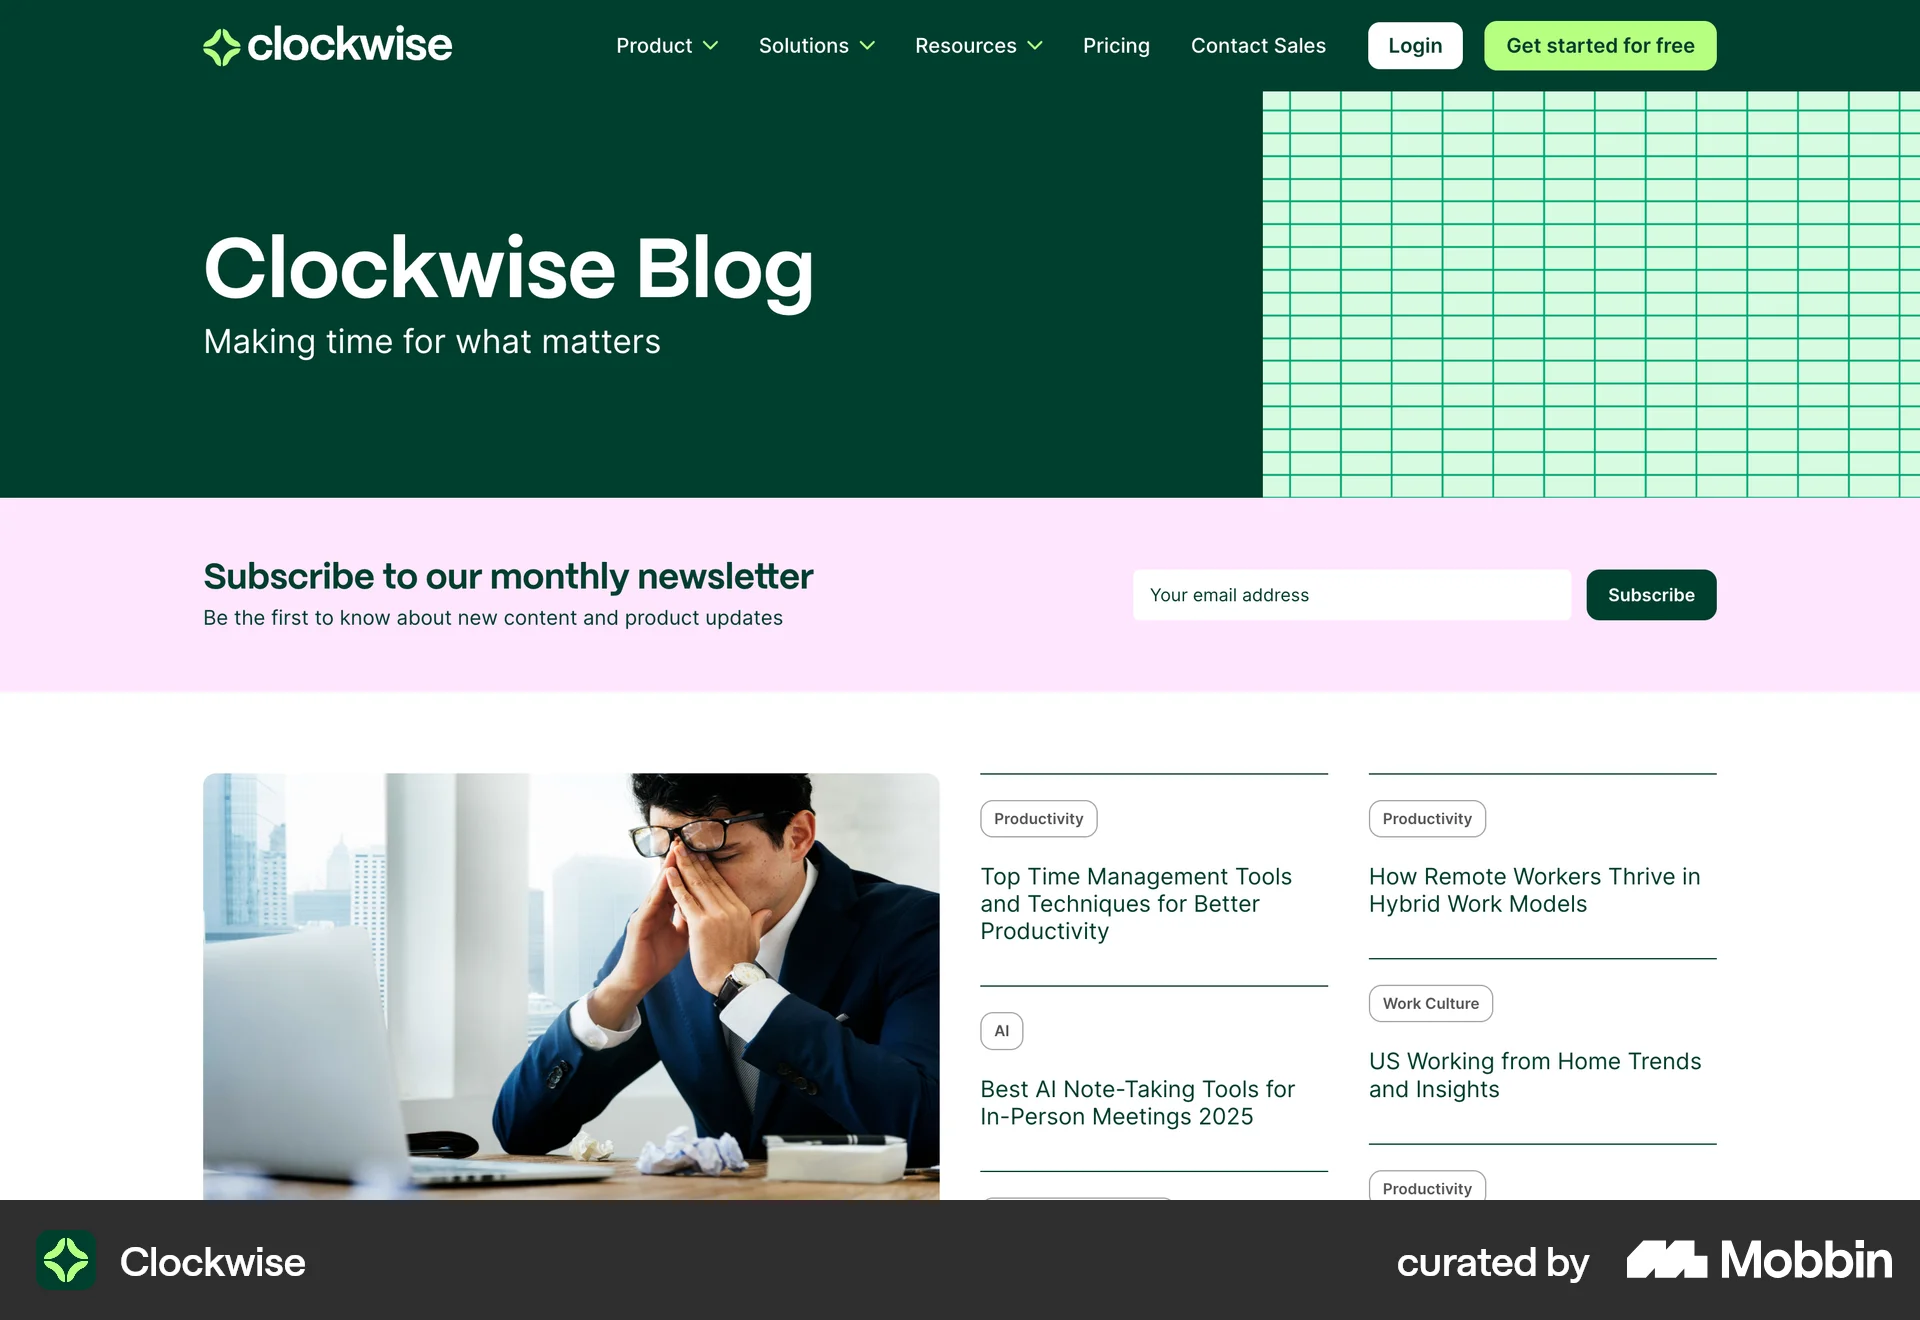 clockwise
Product
Solutions
Resources
Pricing
Contact Sales
Login
Get started for free
Clockwise Blog
Making time for what matters
Subscribe to our monthly newsletter
Be the first to know about new content and product updates
Your email address
Subscribe
Productivity
Top Time Management Tools
and Techniques for Better
Productivity
AI
Best AI Note-Taking Tools for
In-Person Meetings 2025
Productivity
How Remote Workers Thrive in
Hybrid Work Models
Work Culture
US Working from Home Trends
and Insights
Productivity
Clockwise
curated by
Mobbin